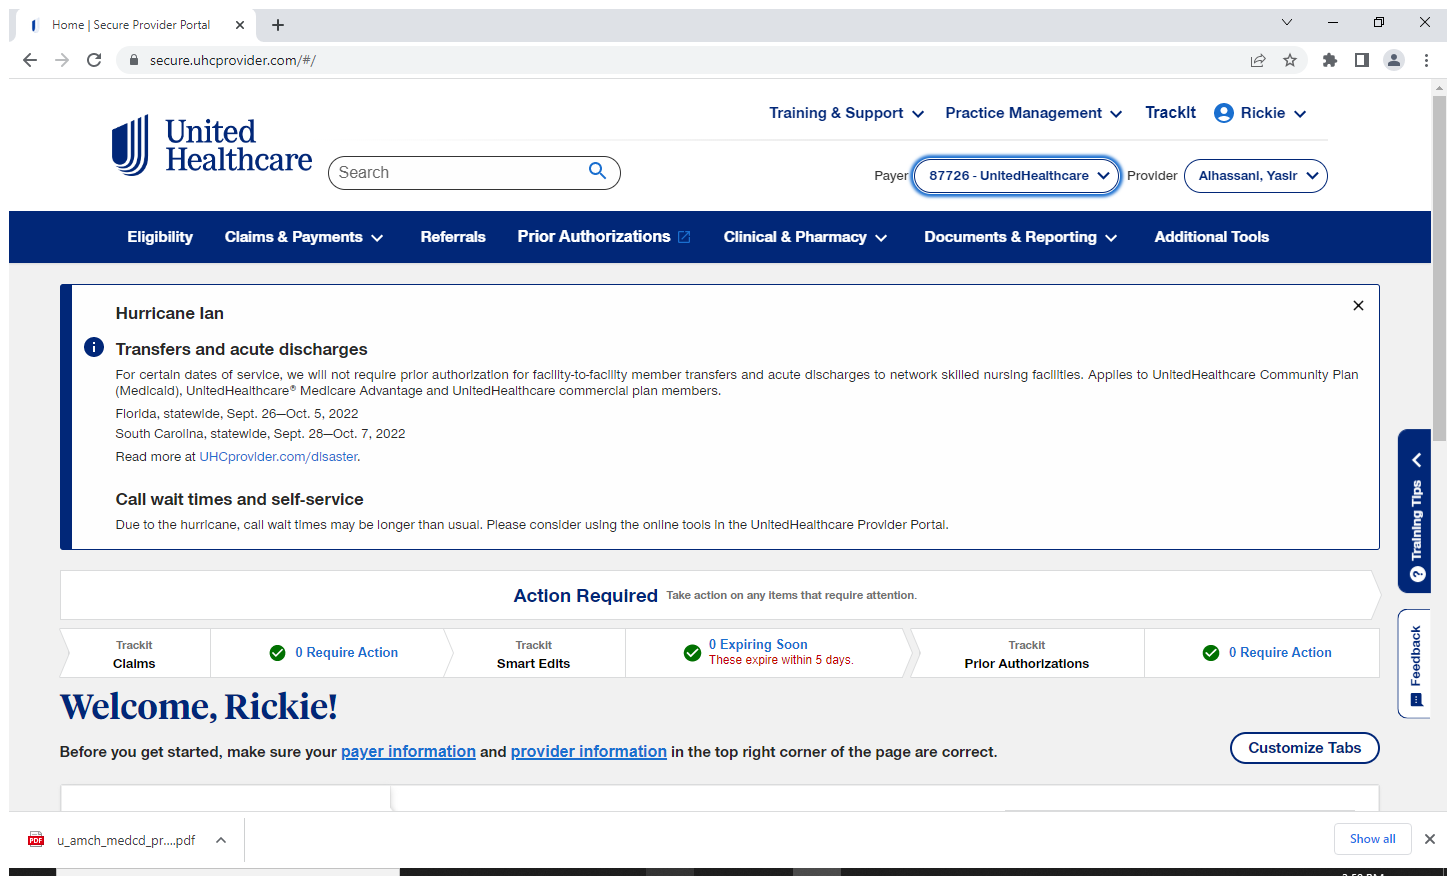 Home | Secure Provider Portal
secure.uhcprovider.com/#/
Training & Support
Practice Management
TrackIt
Rickie
United
Healthcare
Search
Payer
87726 - UnitedHealthcare
Provider
Alhassani, Yasir
Eligibility
Claims & Payments
Referrals
Prior Authorizations
Clinical & Pharmacy
Documents & Reporting
Additional Tools
Hurricane Ian
Transfers and acute discharges
For certain dates of service, we will not require prior authorization for facility-to-facility member transfers and acute discharges to network skilled nursing facilities. Applies to UnitedHealthcare Community Plan
(Medicaid), UnitedHealthcare® Medicare Advantage and UnitedHealthcare commercial plan members.
Florida, statewide, Sept. 26—Oct. 5, 2022
South Carolina, statewide, Sept. 28—Oct. 7, 2022
Read more at UHCprovider.com/disaster.
Call wait times and self-service
Due to the hurricane, call wait times may be longer than usual. Please consider using the online tools in the UnitedHealthcare Provider Portal.
Training Tips
Feedback
Action Required Take action on any items that require attention.
TrackIt
Claims
0 Require Action
TrackIt
Smart Edits
0 Expiring Soon
These expire within 5 days.
TrackIt
Prior Authorizations
0 Require Action
Welcome, Rickie!
Before you get started, make sure your payer information and provider information in the top right corner of the page are correct.
Customize Tabs
PDF
u_amch_medcd_pr....pdf
Show all